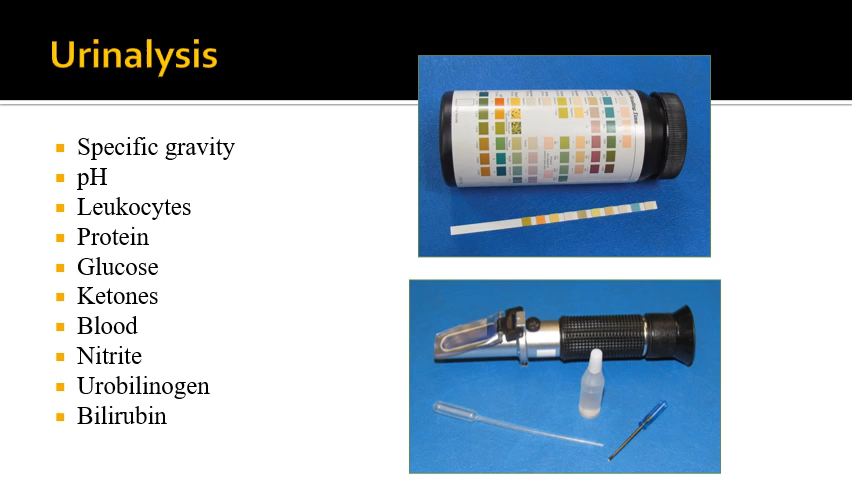 Urinalysis
Specific gravity
pH
Leukocytes
Protein
Glucose
Ketones
Blood
Nitrite
Urobilinogen
Bilirubin